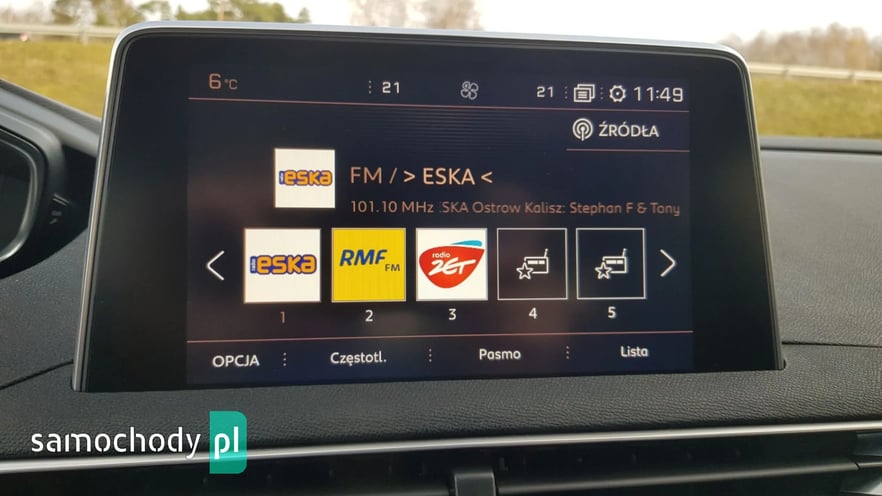 6°C 21 21 11:49
ŹRÓDŁA
eska FM / > ESKA <
101.10 MHz SKA Ostrow Kalisz: Stephan F & Tony
eska RMF FM radio ZET
1 2 3 4 5
OPCJA Częstotl. Pasmo Lista
samochody pl